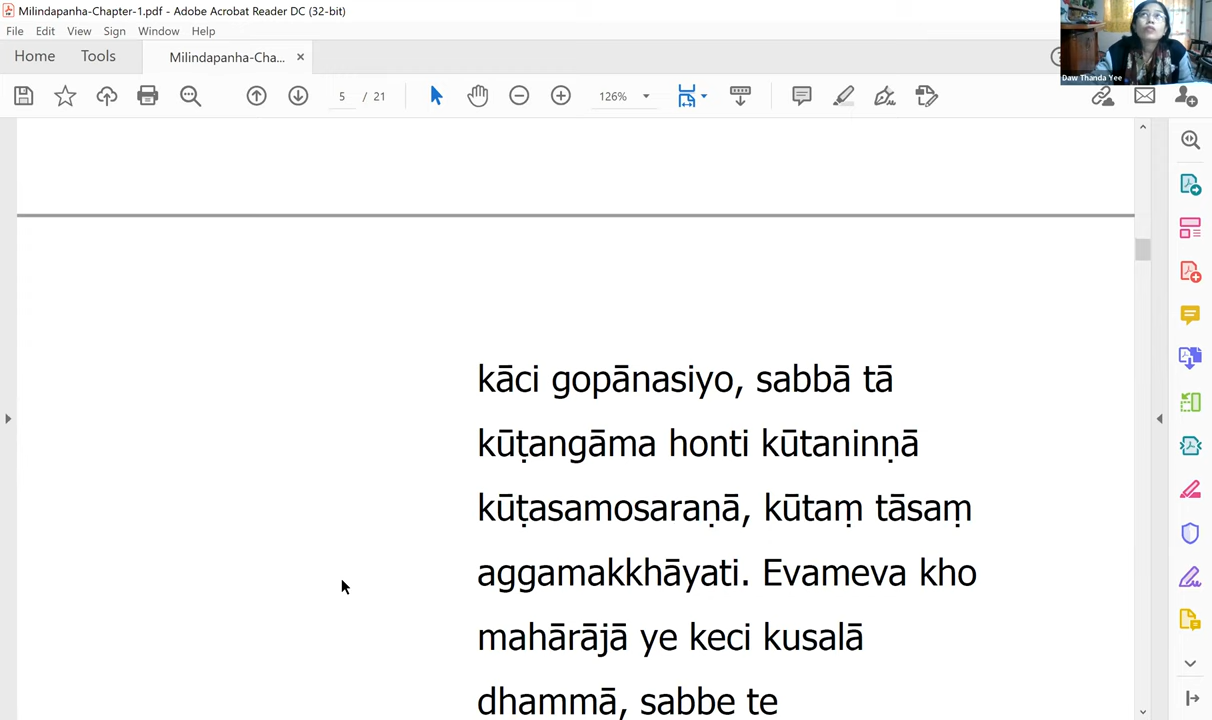 Milindapanha-Chapter-1.pdf - Adobe Acrobat Reader DC (32-bit)
File Edit View Sign Window Help
Home Tools Milindapanha-Cha... ×
5 / 21 126%
Daw Thanda Yee
kāci gopānasiyo, sabbā tā
kūṭangāma honti kūtaninṇā
kūṭasamosaraṇā, kūtaṃ tāsaṃ
aggamakkhāyati. Evameva kho
mahārājā ye keci kusalā
dhammā, sabbe te